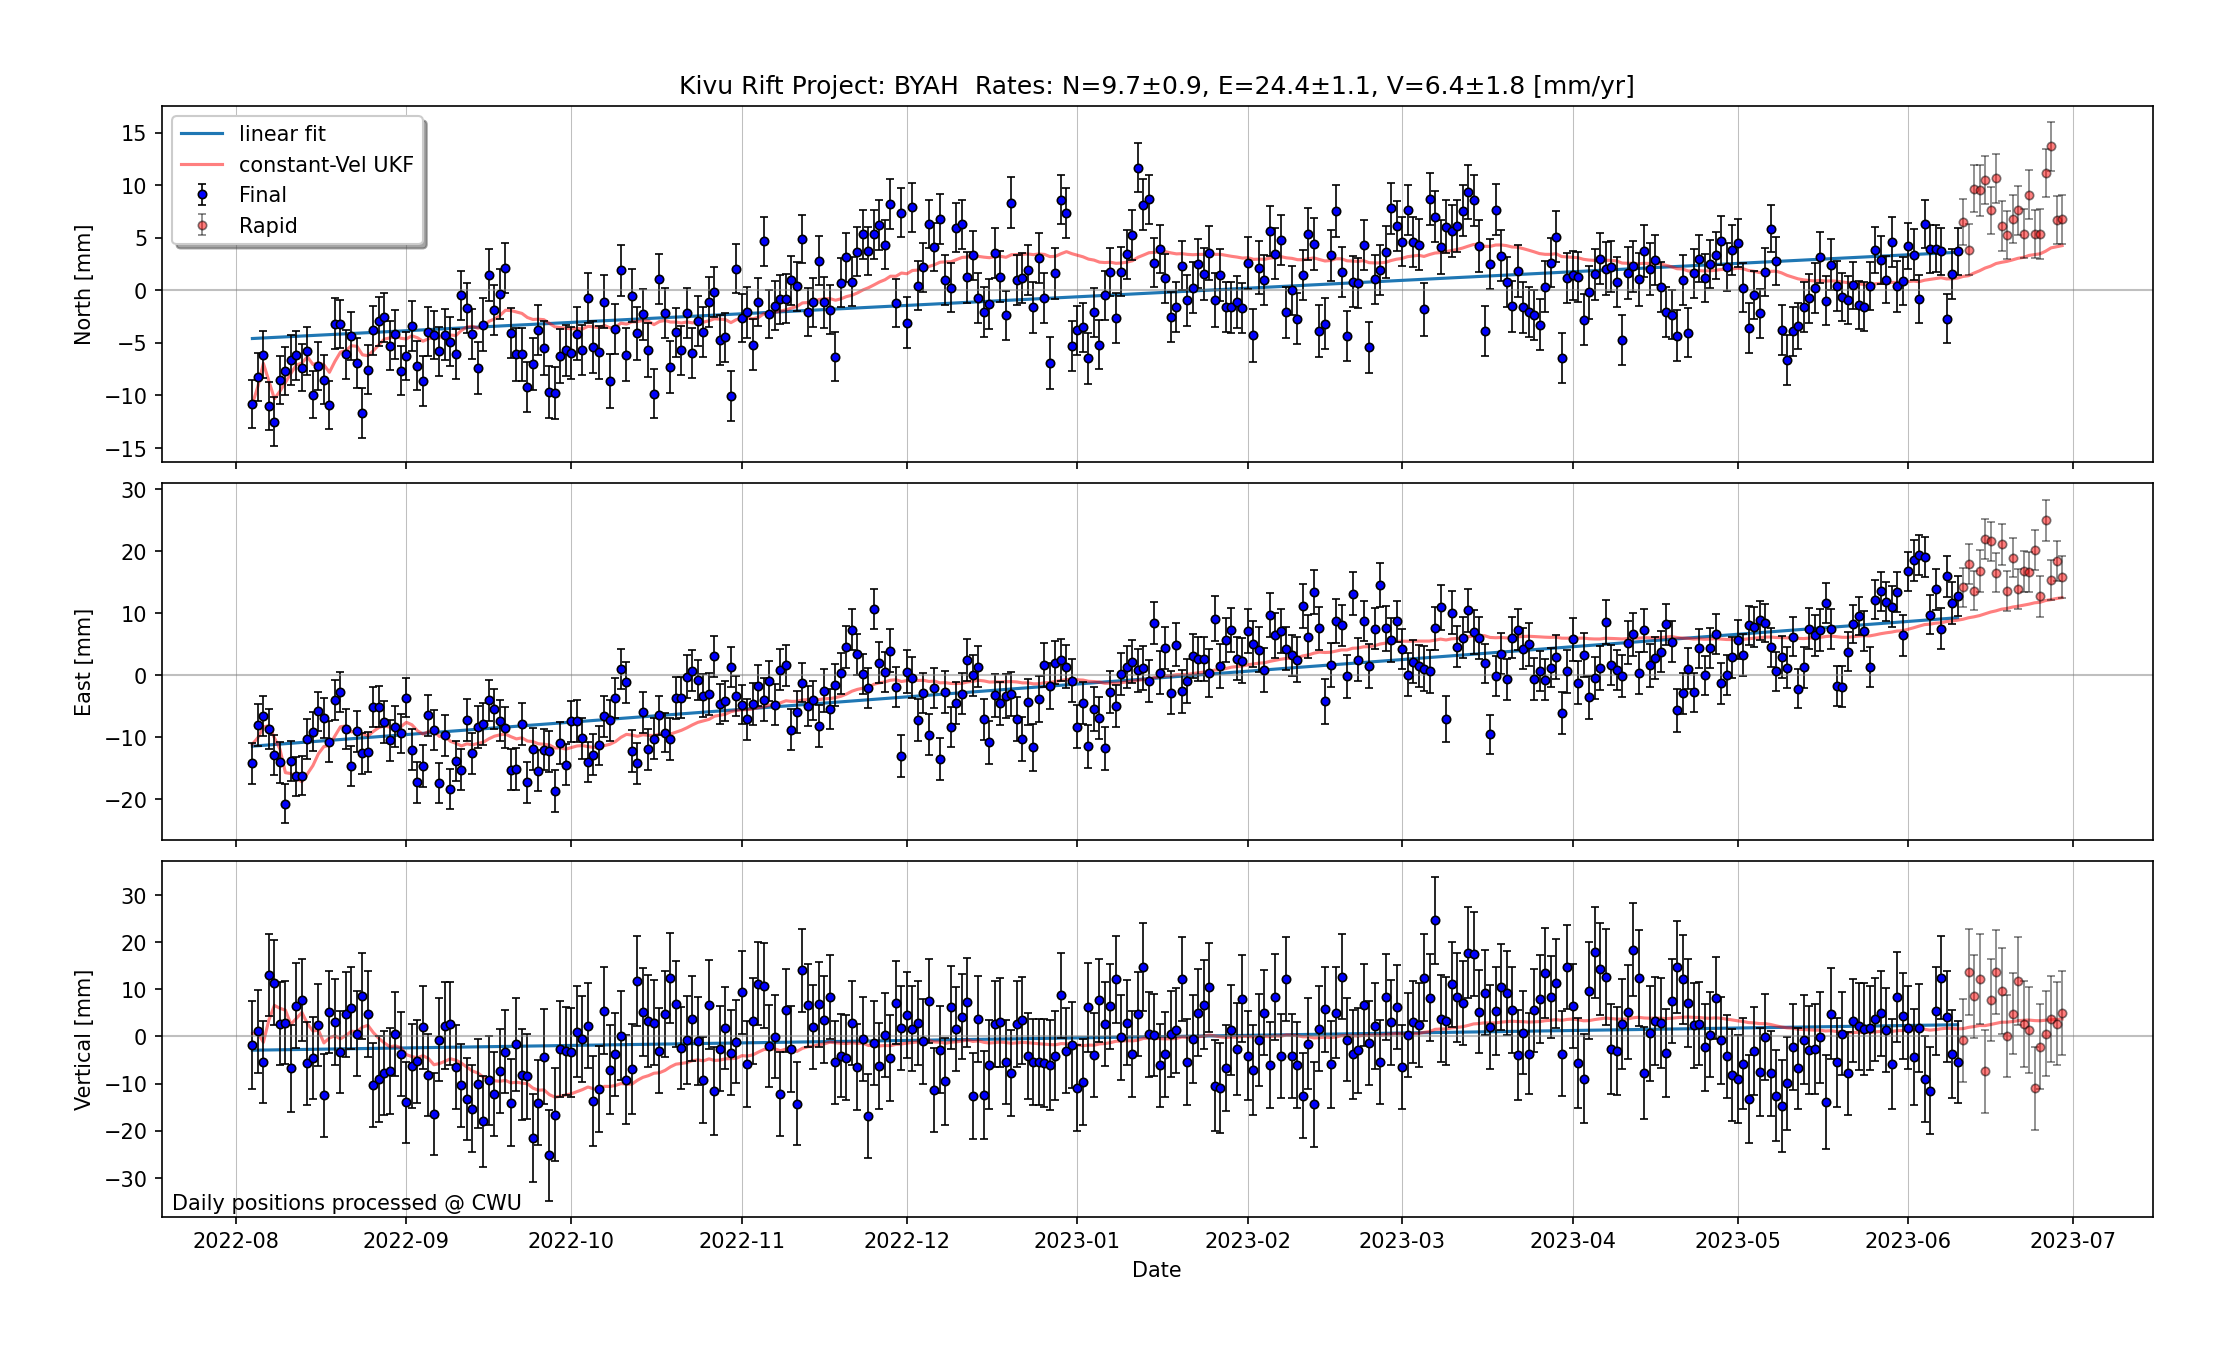 Kivu Rift Project: BYAH  Rates: N=9.7±0.9, E=24.4±1.1, V=6.4±1.8 [mm/yr]
linear fit
constant-Vel UKF
Final
Rapid
North [mm]
15
10
5
0
−5
−10
−15
East [mm]
30
20
10
0
−10
−20
Vertical [mm]
30
20
10
0
−10
−20
−30
Daily positions processed @ CWU
2022-08 2022-09 2022-10 2022-11 2022-12 2023-01 2023-02 2023-03 2023-04 2023-05 2023-06 2023-07
Date